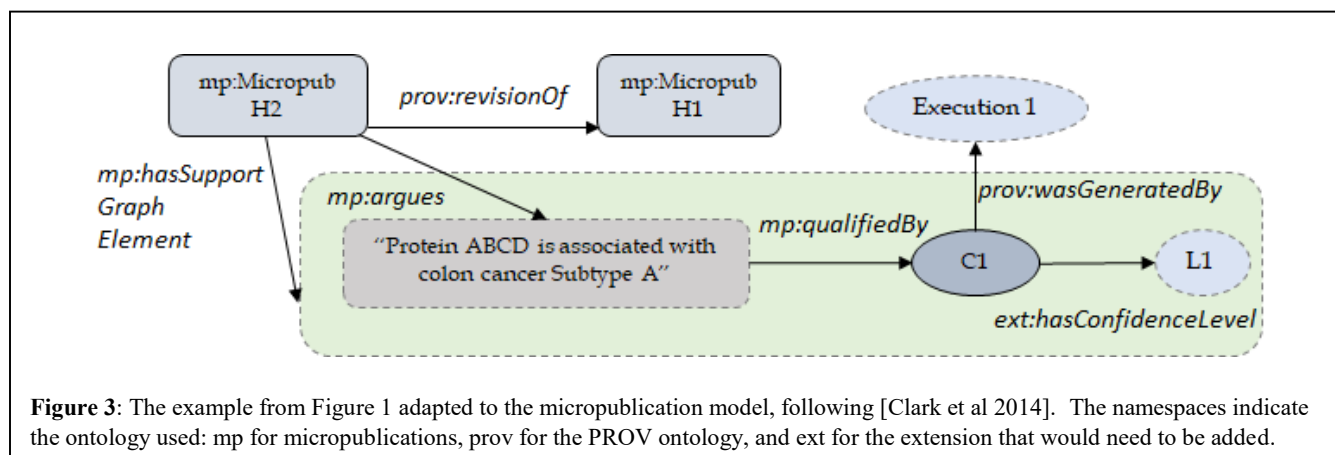 mp:Micropub
H2
prov:revisionOf
mp:Micropub
H1
Execution 1
mp:hasSupport
Graph
Element
mp:argues
prov:wasGeneratedBy
mp:qualifiedBy
“Protein ABCD is associated with
colon cancer Subtype A”
C1
L1
ext:hasConfidenceLevel
Figure 3: The example from Figure 1 adapted to the micropublication model, following [Clark et al 2014]. The namespaces indicate
the ontology used: mp for micropublications, prov for the PROV ontology, and ext for the extension that would need to be added.